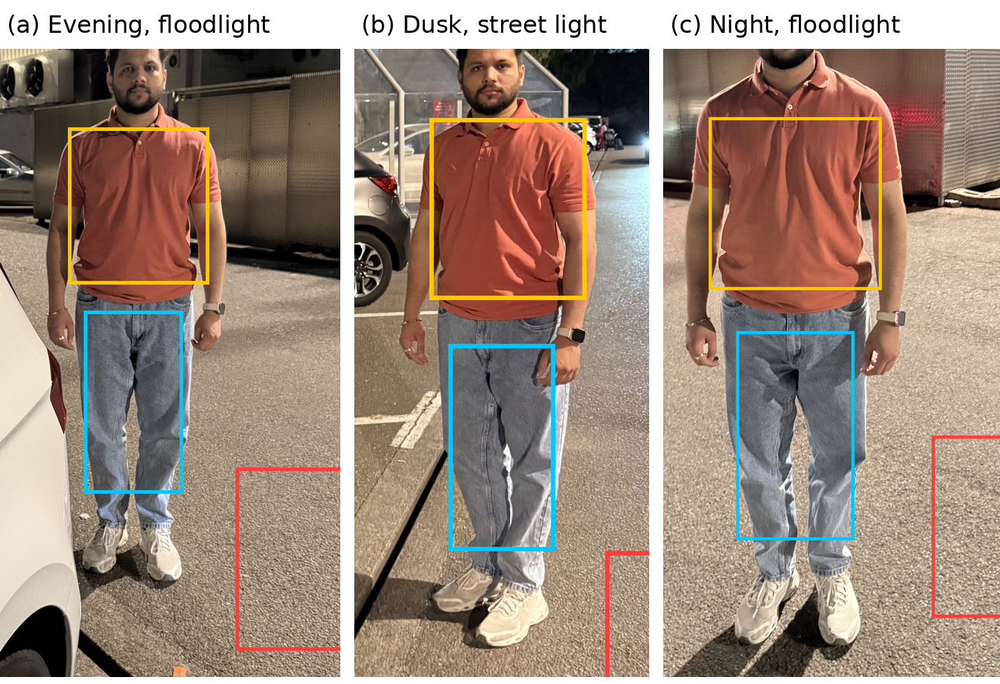 (a) Evening, floodlight
(b) Dusk, street light
(c) Night, floodlight